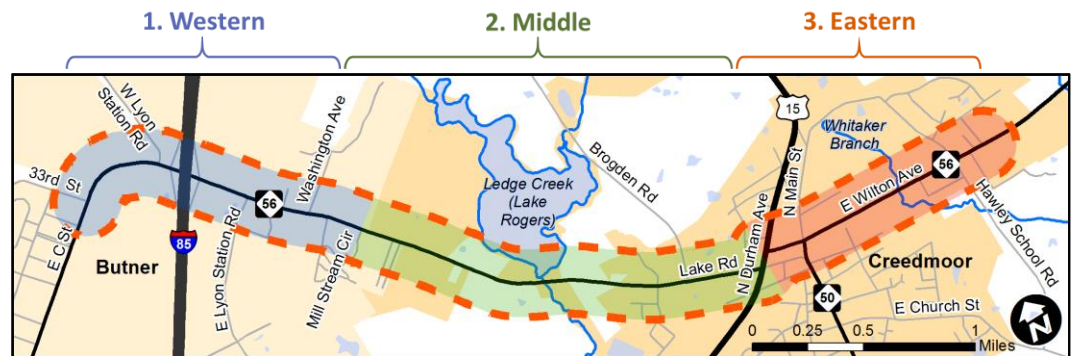 1. Western
2. Middle
3. Eastern
W Lyon
Station Rd
33rd St
E C St
Butner
85
56
E Lyon Station Rd
Washington Ave
Mill Stream Cir
Ledge Creek
(Lake
Rogers)
Brogden Rd
Lake Rd
N Durham Ave
15
N Main St
Whitaker
Branch
E Wilton Ave
56
Hawley School Rd
Creedmoor
50
E Church St
N
0 0.25 0.5 1
Miles